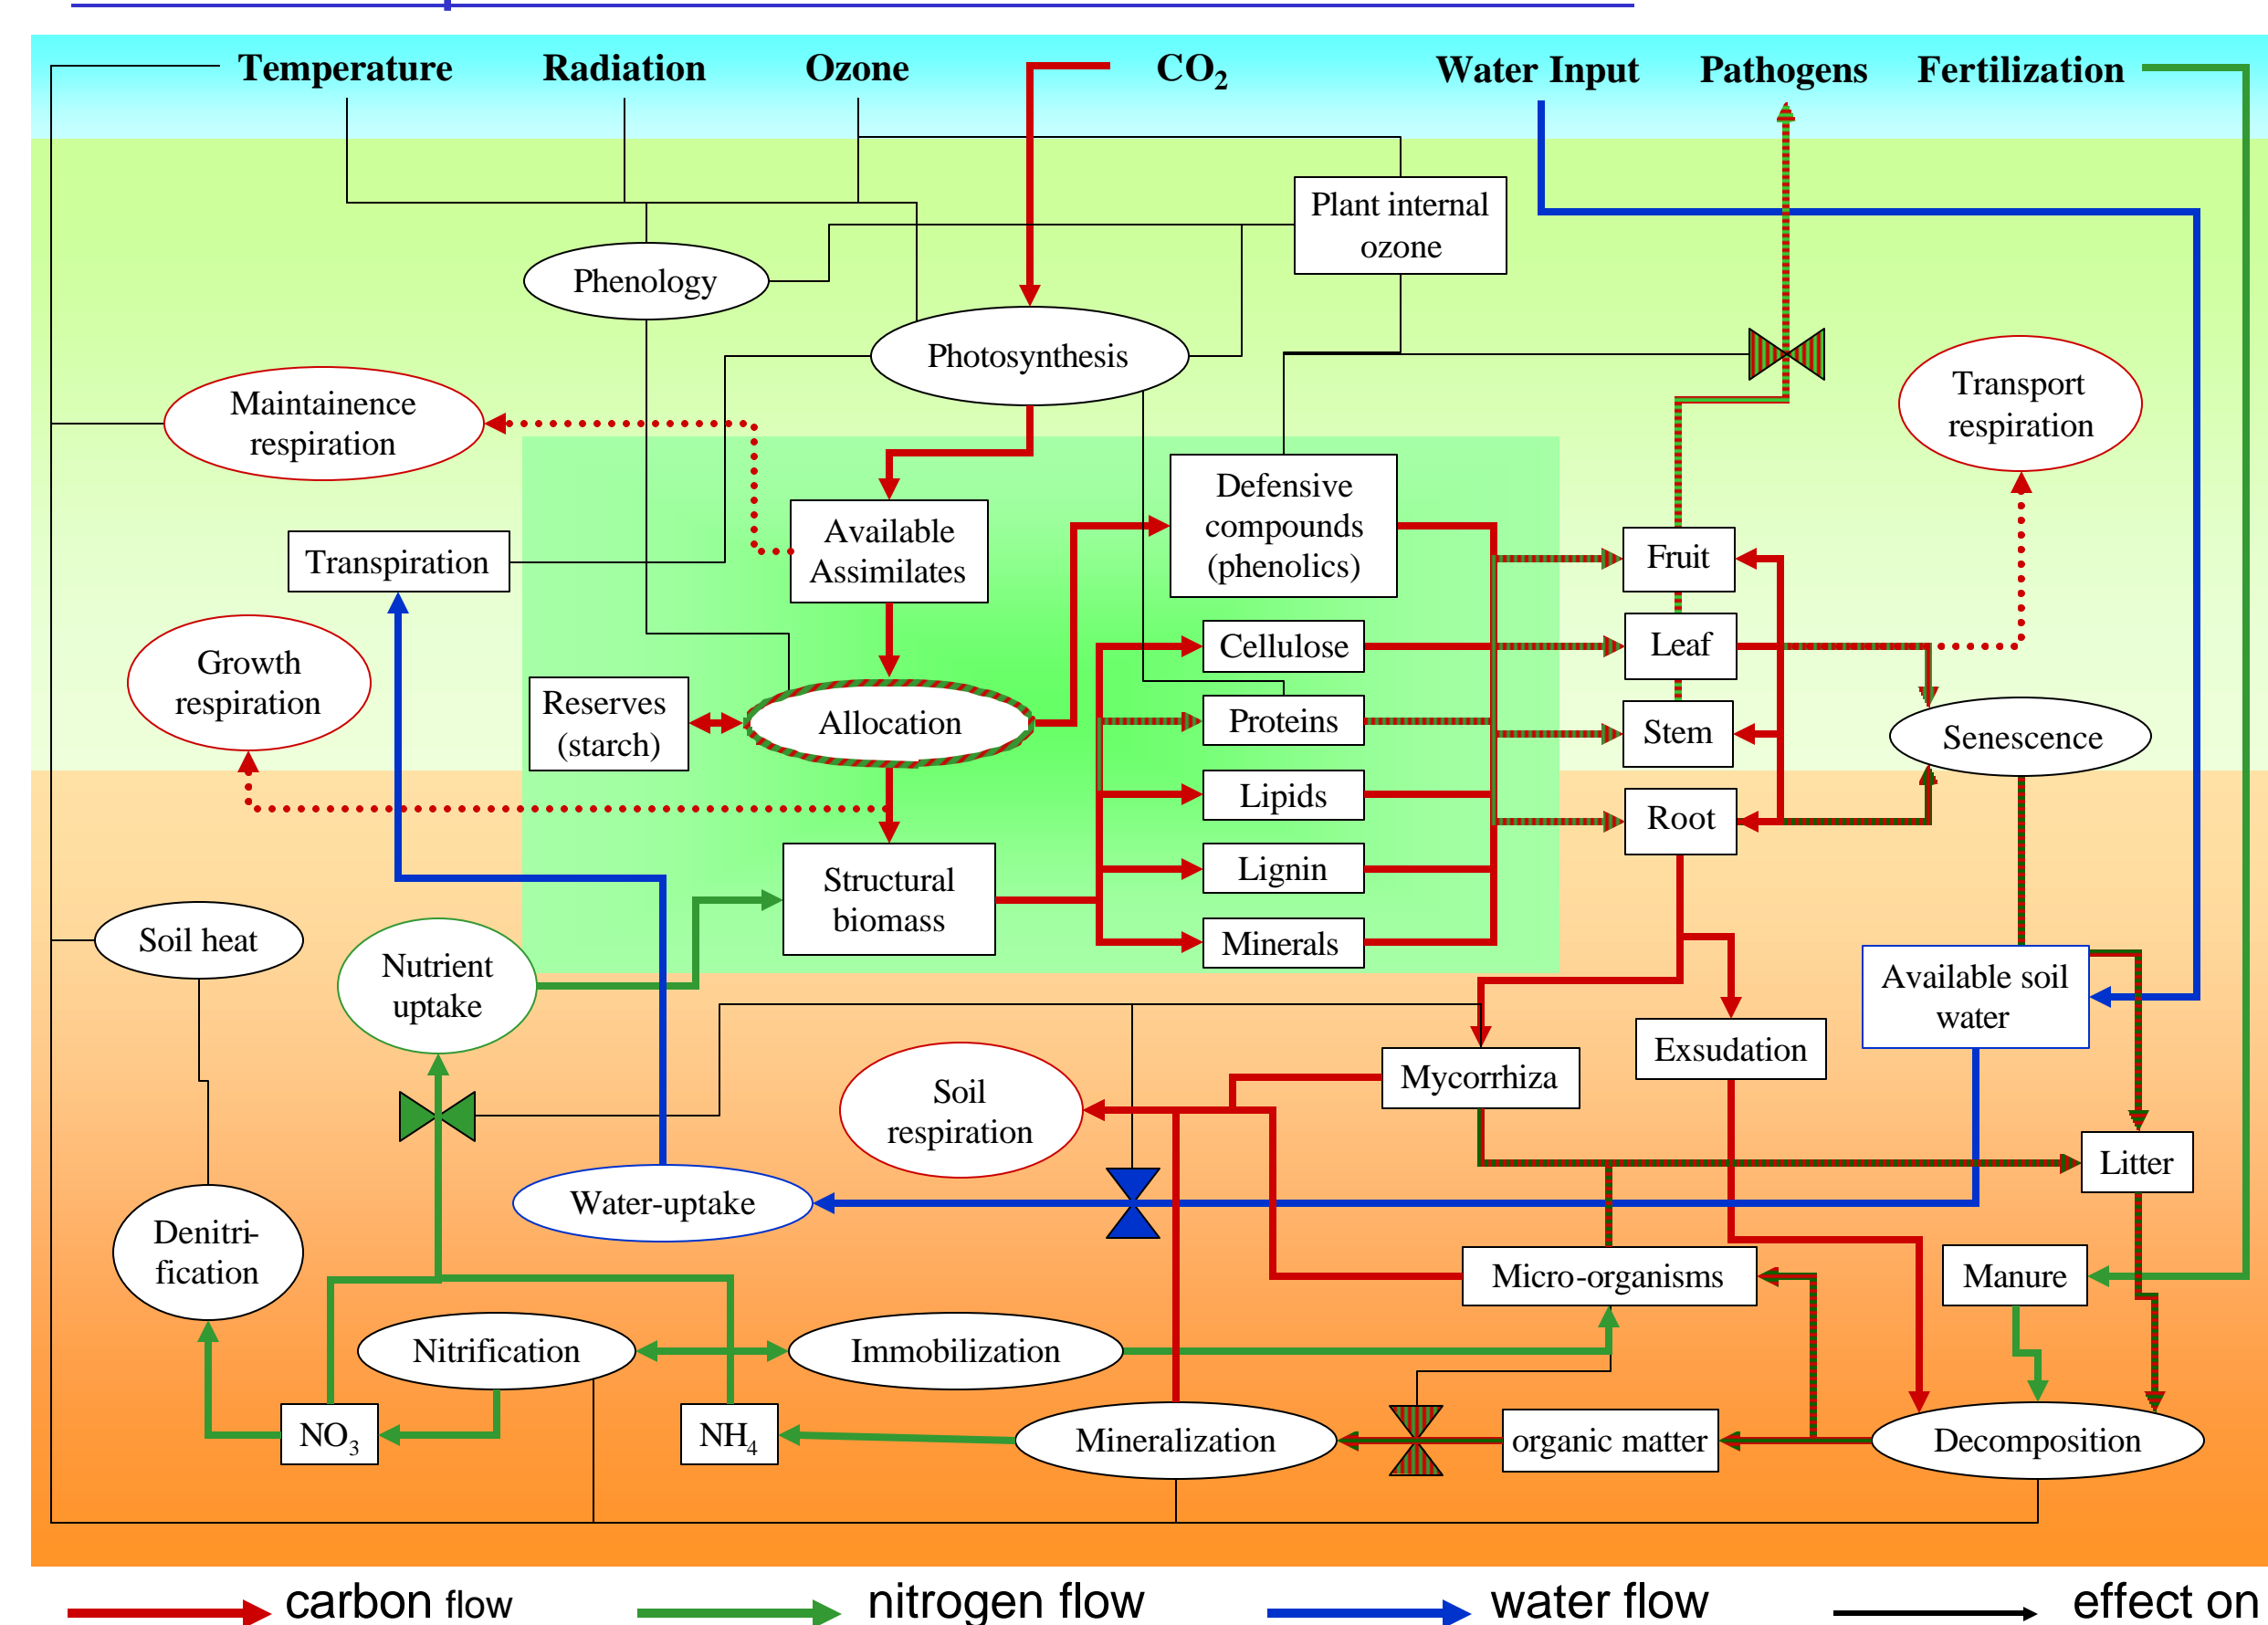 Temperature Radiation Ozone CO₂ Water Input Pathogens Fertilization
Plant internal
ozone
Phenology
Photosynthesis
Maintainence
respiration
Transport
respiration
Available
Assimilates
Defensive
compounds
(phenolics)
Transpiration
Fruit
Growth
respiration
Cellulose
Leaf
Reserves
(starch)
Allocation
Proteins
Stem
Senescence
Lipids
Root
Structural
biomass
Lignin
Minerals
Soil heat
Nutrient
uptake
Available soil
water
Exsudation
Mycorrhiza
Soil
respiration
Litter
Water-uptake
Denitri-
fication
Micro-organisms
Manure
Nitrification
Immobilization
NO₃
NH₄
Mineralization
organic matter
Decomposition
carbon flow nitrogen flow water flow effect on